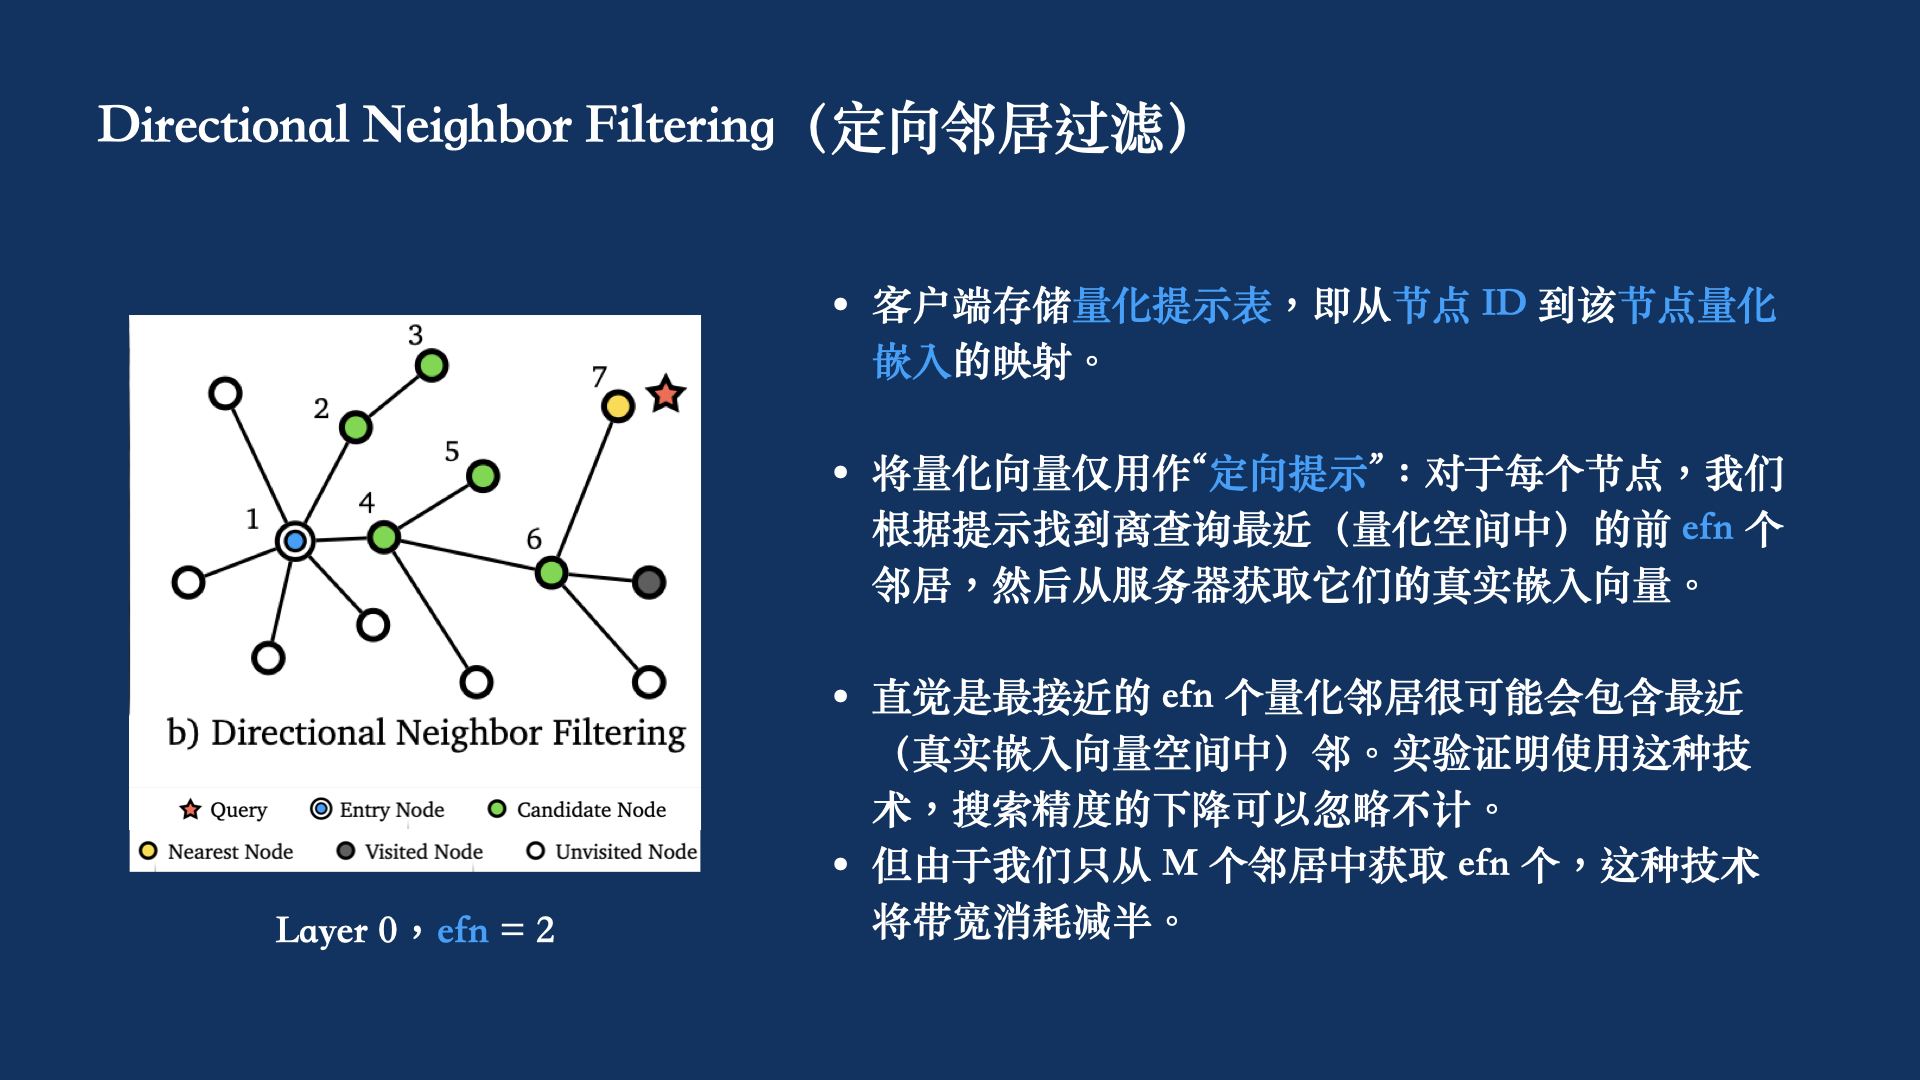 Directional Neighbor Filtering（定向邻居过滤）
3
7
2
5
4
1
6
b) Directional Neighbor Filtering
Query Entry Node Candidate Node
Nearest Node Visited Node Unvisited Node
Layer 0，efn = 2
• 客户端存储量化提示表，即从节点 ID 到该节点量化
嵌入的映射。
• 将量化向量仅用作“定向提示”：对于每个节点，我们
根据提示找到离查询最近（量化空间中）的前 efn 个
邻居，然后从服务器获取它们的真实嵌入向量。
• 直觉是最接近的 efn 个量化邻居很可能会包含最近
（真实嵌入向量空间中）邻。实验证明使用这种技
术，搜索精度的下降可以忽略不计。
• 但由于我们只从 M 个邻居中获取 efn 个，这种技术
将带宽消耗减半。